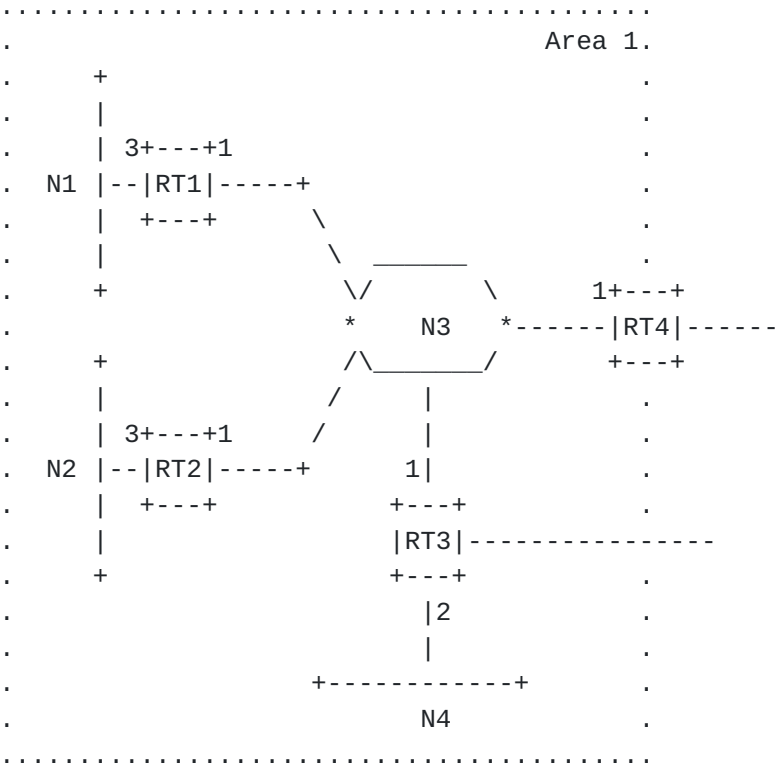 Area 1.
3+---+1
N1 |--|RT1|-----+
+---+
1+---+
* N3 *------|RT4|------
+---+
3+---+1
N2 |--|RT2|-----+ 1|
+---+ +---+
|RT3|----------------
+---+
|2
+------------+
N4